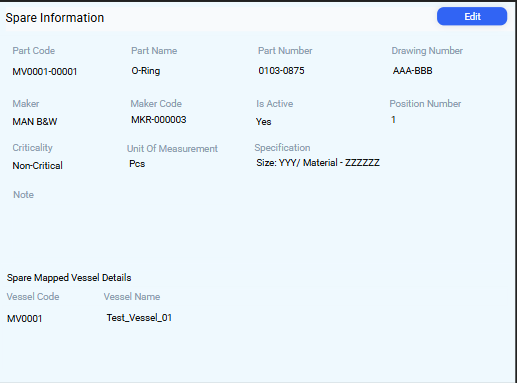 Spare Information
Edit
Part Code Part Name Part Number Drawing Number
MV0001-00001 O-Ring 0103-0875 AAA-BBB
Maker Maker Code Is Active Position Number
MAN B&W MKR-000003 Yes 1
Criticality Unit Of Measurement Specification
Non-Critical Pcs Size: YYY/ Material - ZZZZZZ
Note
Spare Mapped Vessel Details
Vessel Code Vessel Name
MV0001 Test_Vessel_01